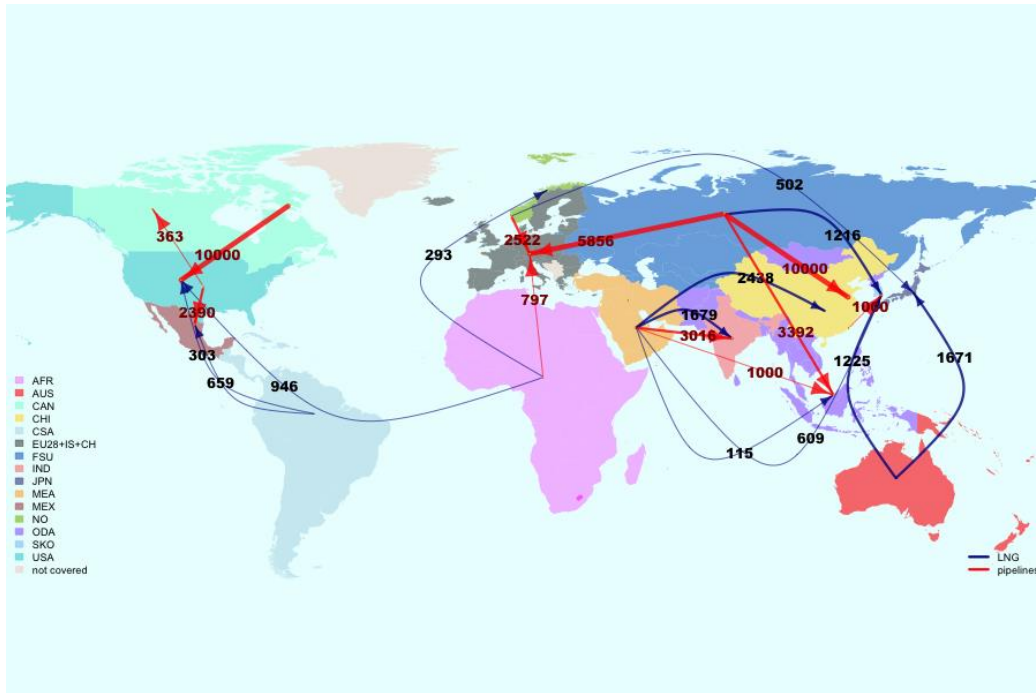 502
363
10000
293
2522
5856
1216
2438
10000
797
1679
1000
2390
3016
3392
303
1000
1225
1671
659
946
115
609
AFR
AUS
CAN
CHI
CSA
EU28+IS+CH
FSU
IND
JPN
MEA
MEX
NO
ODA
SKO
USA
not covered
LNG
pipelines